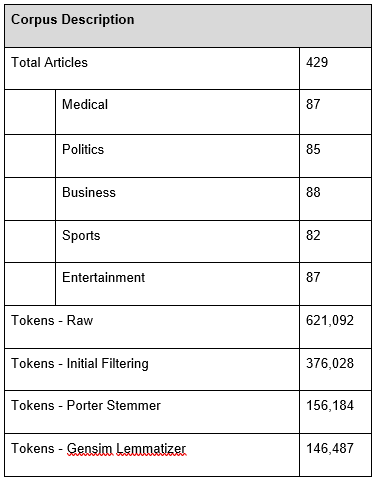 Corpus Description
Total Articles 429
Medical 87
Politics 85
Business 88
Sports 82
Entertainment 87
Tokens - Raw 621,092
Tokens - Initial Filtering 376,028
Tokens - Porter Stemmer 156,184
Tokens - Gensim Lemmatizer 146,487